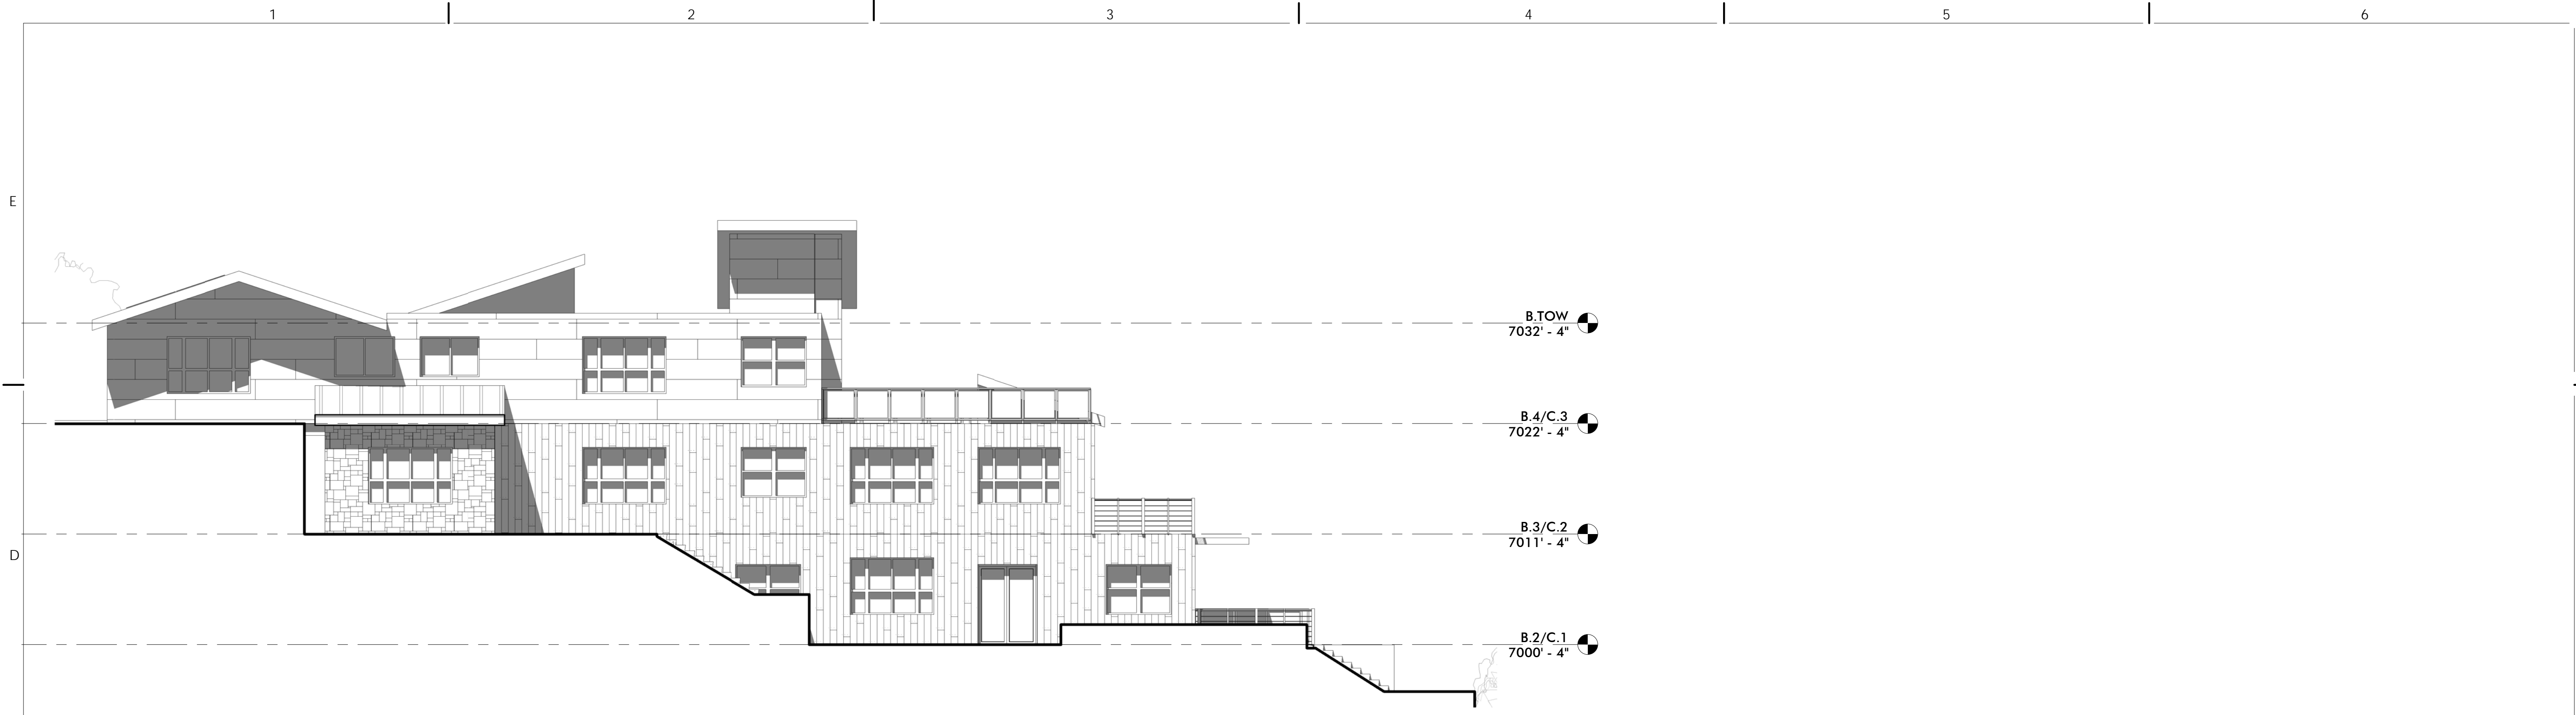 1 2 3 4 5 6
E
B.TOW
7032' - 4"
B.4/C.3
7022' - 4"
B.3/C.2
7011' - 4"
D
B.2/C.1
7000' - 4"